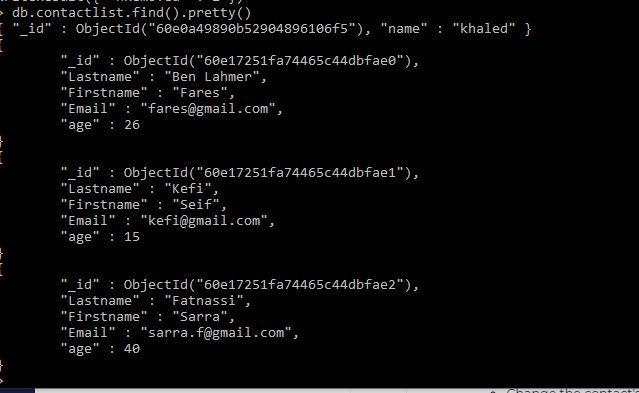 > db.contactlist.find().pretty()
{ "_id" : ObjectId("60e0a49890b52904896106f5"), "name" : "khaled" }
{
"_id" : ObjectId("60e17251fa74465c44dbfae0"),
"Lastname" : "Ben Lahmer",
"Firstname" : "Fares",
"Email" : "fares@gmail.com",
"age" : 26
}
{
"_id" : ObjectId("60e17251fa74465c44dbfae1"),
"Lastname" : "Kefi",
"Firstname" : "Seif",
"Email" : "kefi@gmail.com",
"age" : 15
}
{
"_id" : ObjectId("60e17251fa74465c44dbfae2"),
"Lastname" : "Fatnassi",
"Firstname" : "Sarra",
"Email" : "sarra.f@gmail.com",
"age" : 40
}
>
Change the contact's